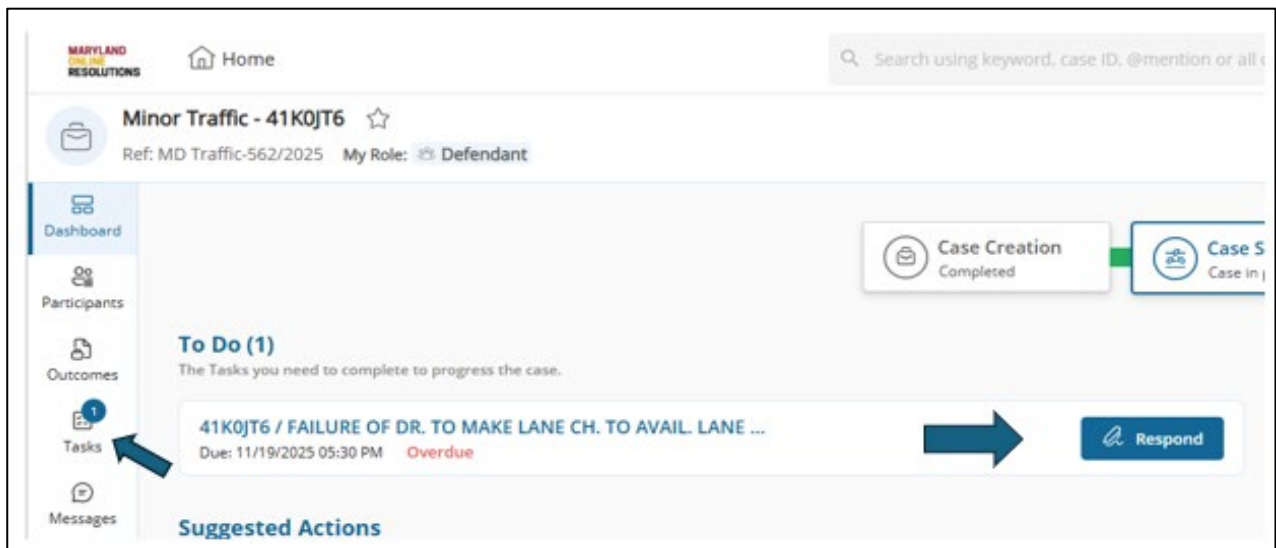 MARYLAND
ONLINE
RESOLUTIONS
Home
Search using keyword, case ID, @mention or all
Minor Traffic - 41K0JT6
Ref: MD Traffic-562/2025 My Role: Defendant
Dashboard
Participants
Outcomes
1
Tasks
Messages
Case Creation
Completed
Case S
Case in
To Do (1)
The Tasks you need to complete to progress the case.
41K0JT6 / FAILURE OF DR. TO MAKE LANE CH. TO AVAIL. LANE ...
Due: 11/19/2025 05:30 PM Overdue
Respond
Suggested Actions